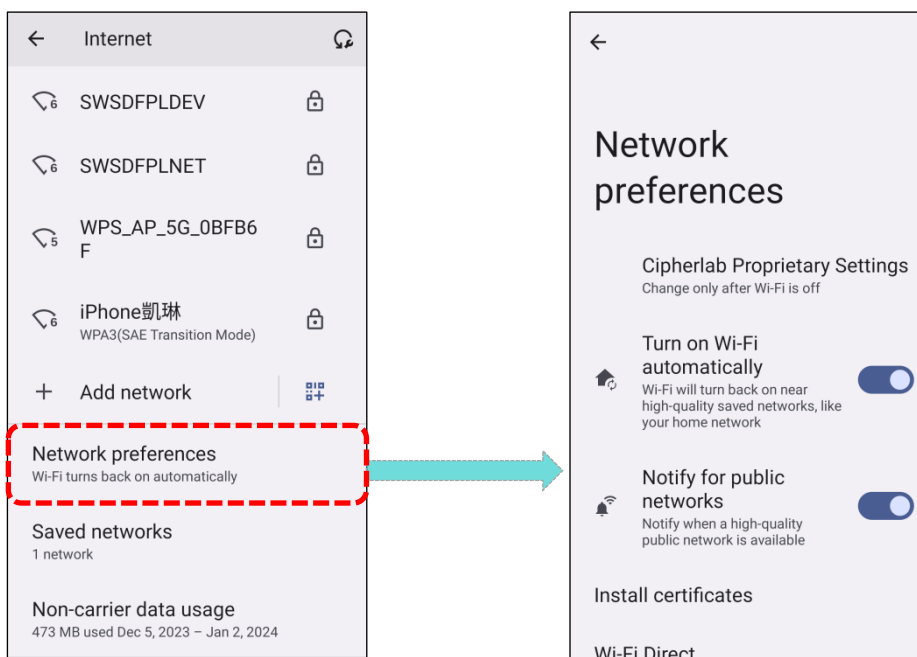 Internet
6 SWSDFPLDEV
6 SWSDFPLNET
5 WPS_AP_5G_0BFB6
F
6 iPhone凱琳
WPA3(SAE Transition Mode)
Add network
Network preferences
Wi-Fi turns back on automatically
Saved networks
1 network
Non-carrier data usage
473 MB used Dec 5, 2023 – Jan 2, 2024
Network
preferences
Cipherlab Proprietary Settings
Change only after Wi-Fi is off
Turn on Wi-Fi
automatically
Wi-Fi will turn back on near
high-quality saved networks, like
your home network
Notify for public
networks
Notify when a high-quality
public network is available
Install certificates
Wi-Fi Direct